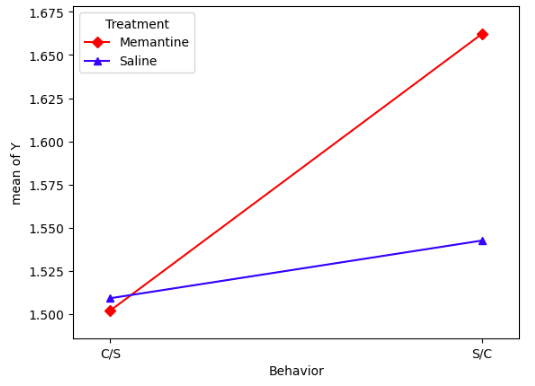 1.675
Treatment
Memantine
Saline
1.650
1.625
1.600
1.575
1.550
1.525
1.500
mean of Y
C/S
S/C
Behavior